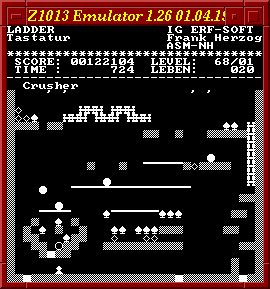 Z1013 Emulator 1.26 01.04.19
LADDER IG ERF-SOFT
Tastatur Frank Herzog
ASM-NH
SCORE: 00122104 LEVEL: 68/01
TIME : 724 LEBEN: 020
Crusher